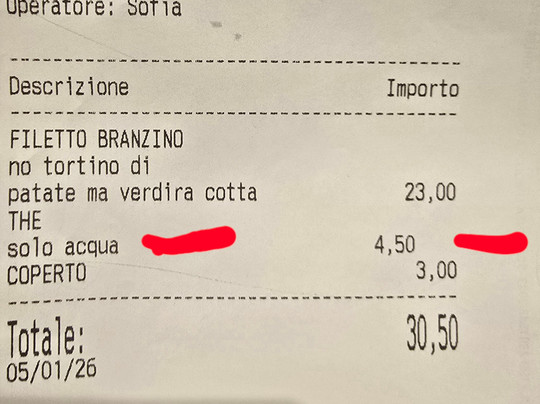 Operatore: Sofia
Descrizione Importo
FILETTO BRANZINO
no tortino di
patate ma verdira cotta 23,00
THE
solo acqua 4,50
COPERTO 3,00
Totale: 30,50
05/01/26